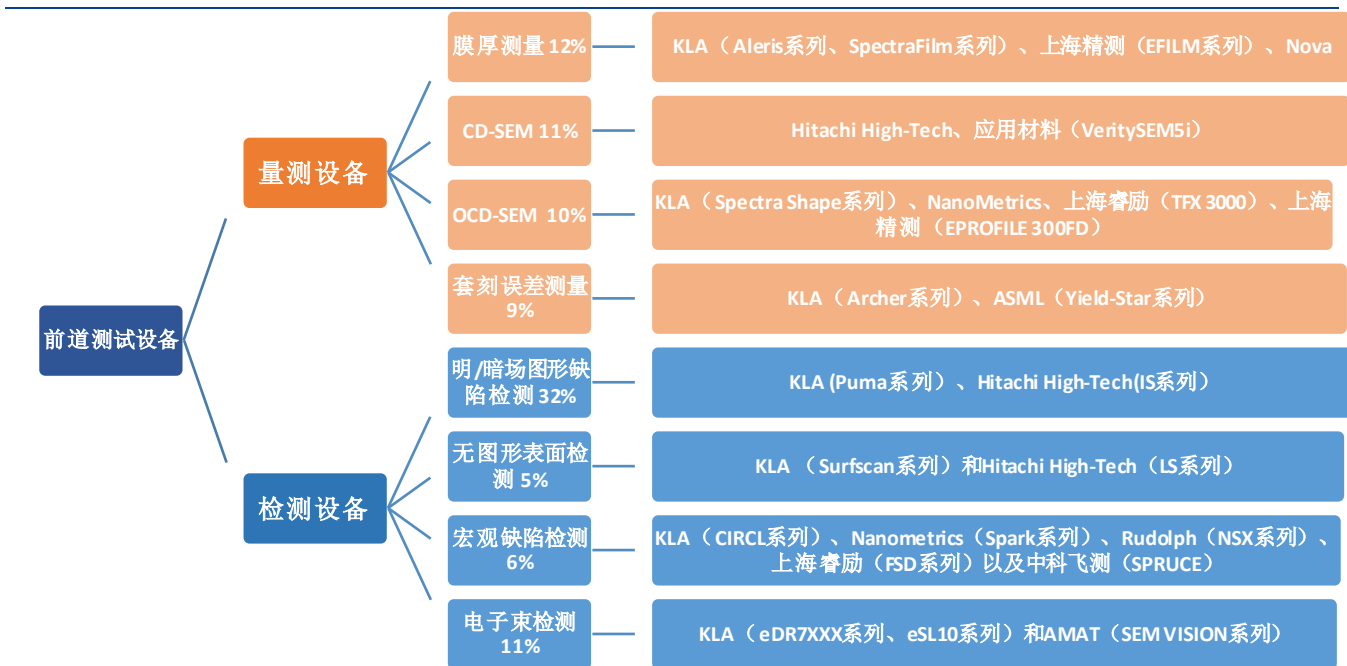 膜厚测量 12%
KLA（Aleris系列、SpectraFilm系列）、上海精测（EFILM系列）、Nova
CD-SEM 11%
Hitachi High-Tech、应用材料（VeritySEM5i）
量测设备
OCD-SEM 10%
KLA（Spectra Shape系列）、NanoMetrics、上海睿励（TFX 3000）、上海
精测（EPROFILE 300FD）
套刻误差测量
9%
KLA（Archer系列）、ASML（Yield-Star系列）
前道测试设备
明/暗场图形缺
陷检测 32%
KLA (Puma系列）、Hitachi High-Tech(IS系列）
无图形表面检
测 5%
KLA （Surfscan系列）和Hitachi High-Tech（LS系列）
检测设备
宏观缺陷检测
6%
KLA（CIRCL系列）、Nanometrics（Spark系列）、Rudolph（NSX系列）、
上海睿励（FSD系列）以及中科飞测（SPRUCE）
电子束检测
11%
KLA（eDR7XXX系列、eSL10系列）和AMAT（SEM VISION系列）